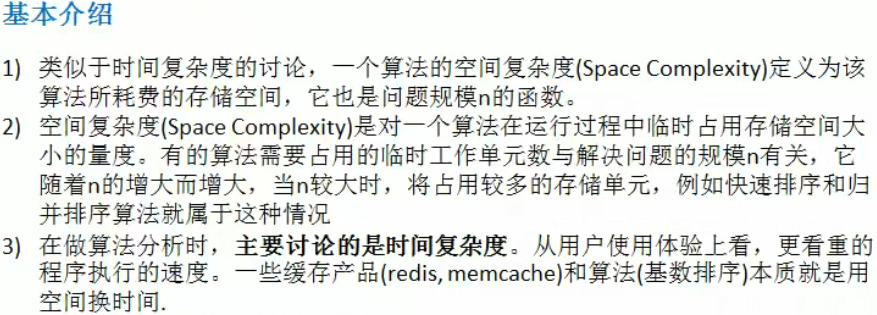 基本介绍
1) 类似于时间复杂度的讨论，一个算法的空间复杂度(Space Complexity)定义为该
算法所耗费的存储空间，它也是问题规模n的函数。
2) 空间复杂度(Space Complexity)是对一个算法在运行过程中临时占用存储空间大
小的量度。有的算法需要占用的临时工作单元数与解决问题的规模n有关，它
随着n的增大而增大，当n较大时，将占用较多的存储单元，例如快速排序和归
并排序算法就属于这种情况
3) 在做算法分析时，主要讨论的是时间复杂度。从用户使用体验上看，更看重的
程序执行的速度。一些缓存产品(redis, memcache)和算法(基数排序)本质就是用
空间换时间.